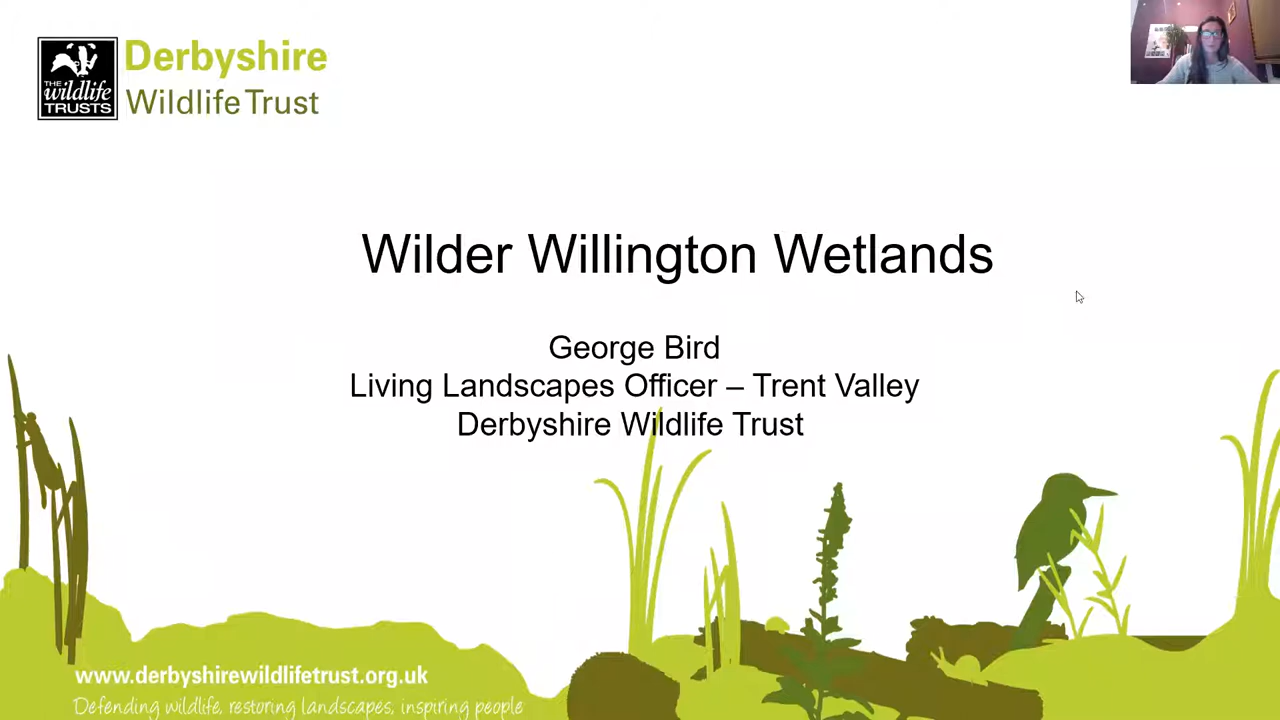 THE
wildlife
TRUSTS
Derbyshire
Wildlife Trust
Wilder Willington Wetlands
George Bird
Living Landscapes Officer – Trent Valley
Derbyshire Wildlife Trust
www.derbyshirewildlifetrust.org.uk
Defending wildlife, restoring landscapes, inspiring people